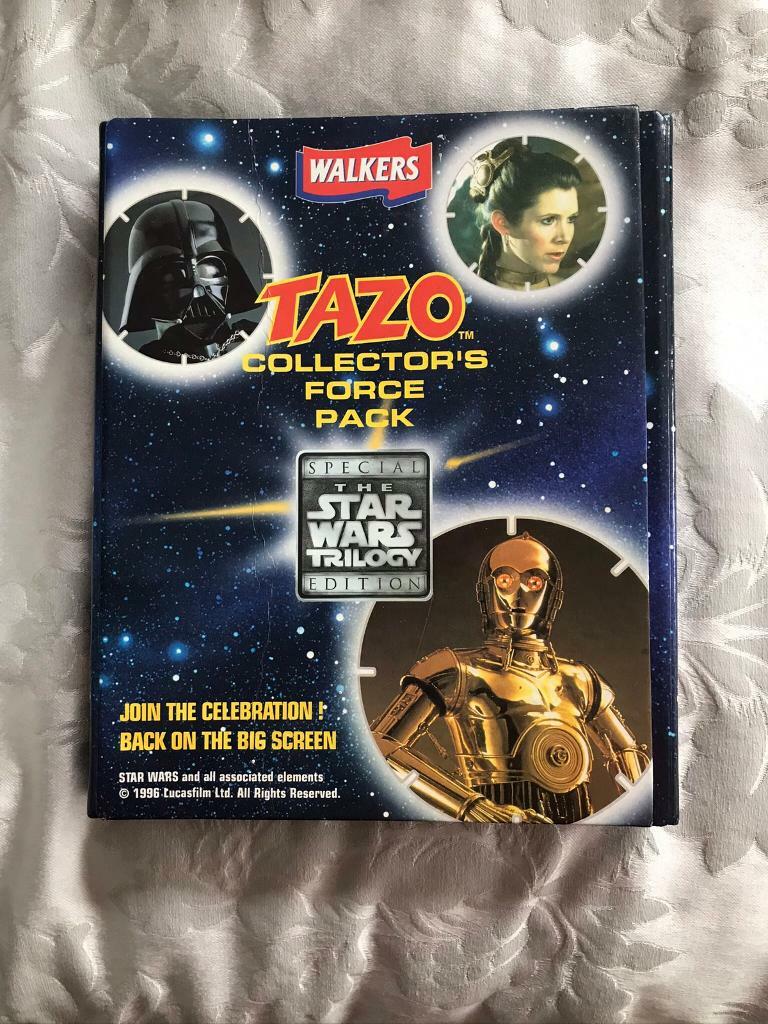 WALKERS
TAZO™
COLLECTOR'S
FORCE
PACK
SPECIAL
THE
STAR
WARS
TRILOGY
EDITION
JOIN THE CELEBRATION !
BACK ON THE BIG SCREEN
STAR WARS and all associated elements
© 1996 Lucasfilm Ltd. All Rights Reserved.